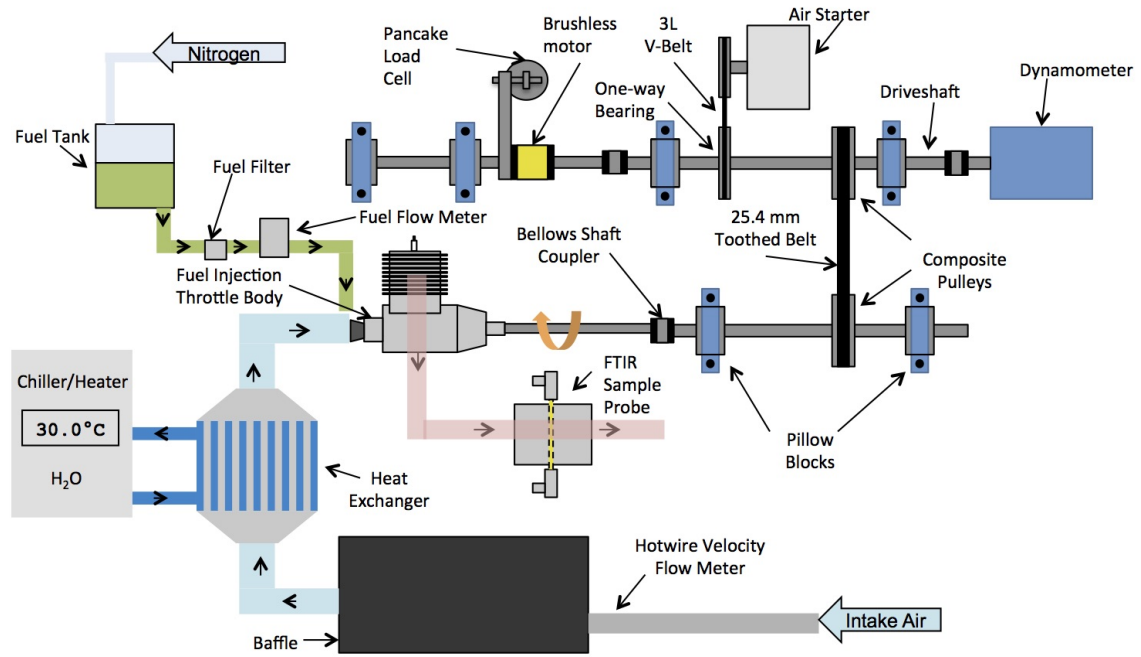 Nitrogen
Fuel Tank
Pancake
Load
Cell
Brushless
motor
3L
V-Belt
Air Starter
One-way
Bearing
Driveshaft
Dynamometer
Fuel Filter
Fuel Flow Meter
Fuel Injection
Throttle Body
Bellows Shaft
Coupler
25.4 mm
Toothed Belt
Composite
Pulleys
Chiller/Heater
30.0°C
H₂O
FTIR
Sample
Probe
Pillow
Blocks
Heat
Exchanger
Hotwire Velocity
Flow Meter
Intake Air
Baffle